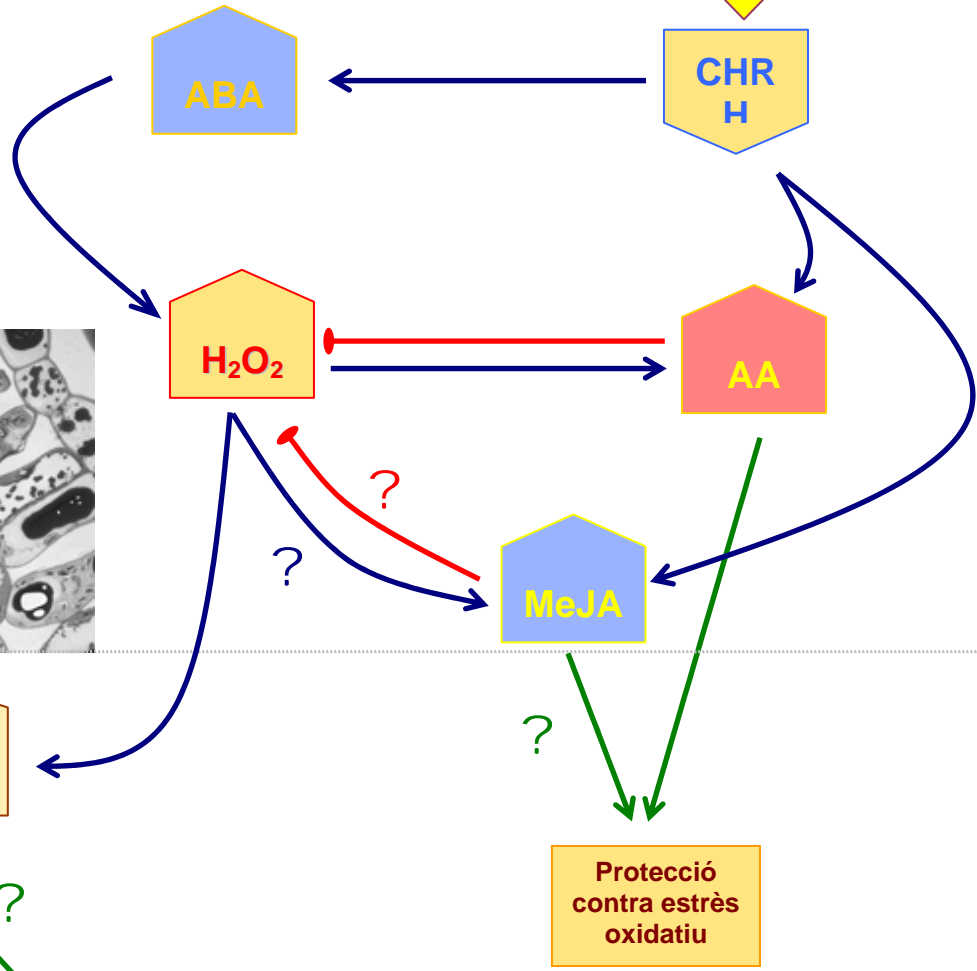 ABA
CHR
H
H₂O₂
AA
?
?
MeJA
?
Protecció
contra estrès
oxidatiu
?